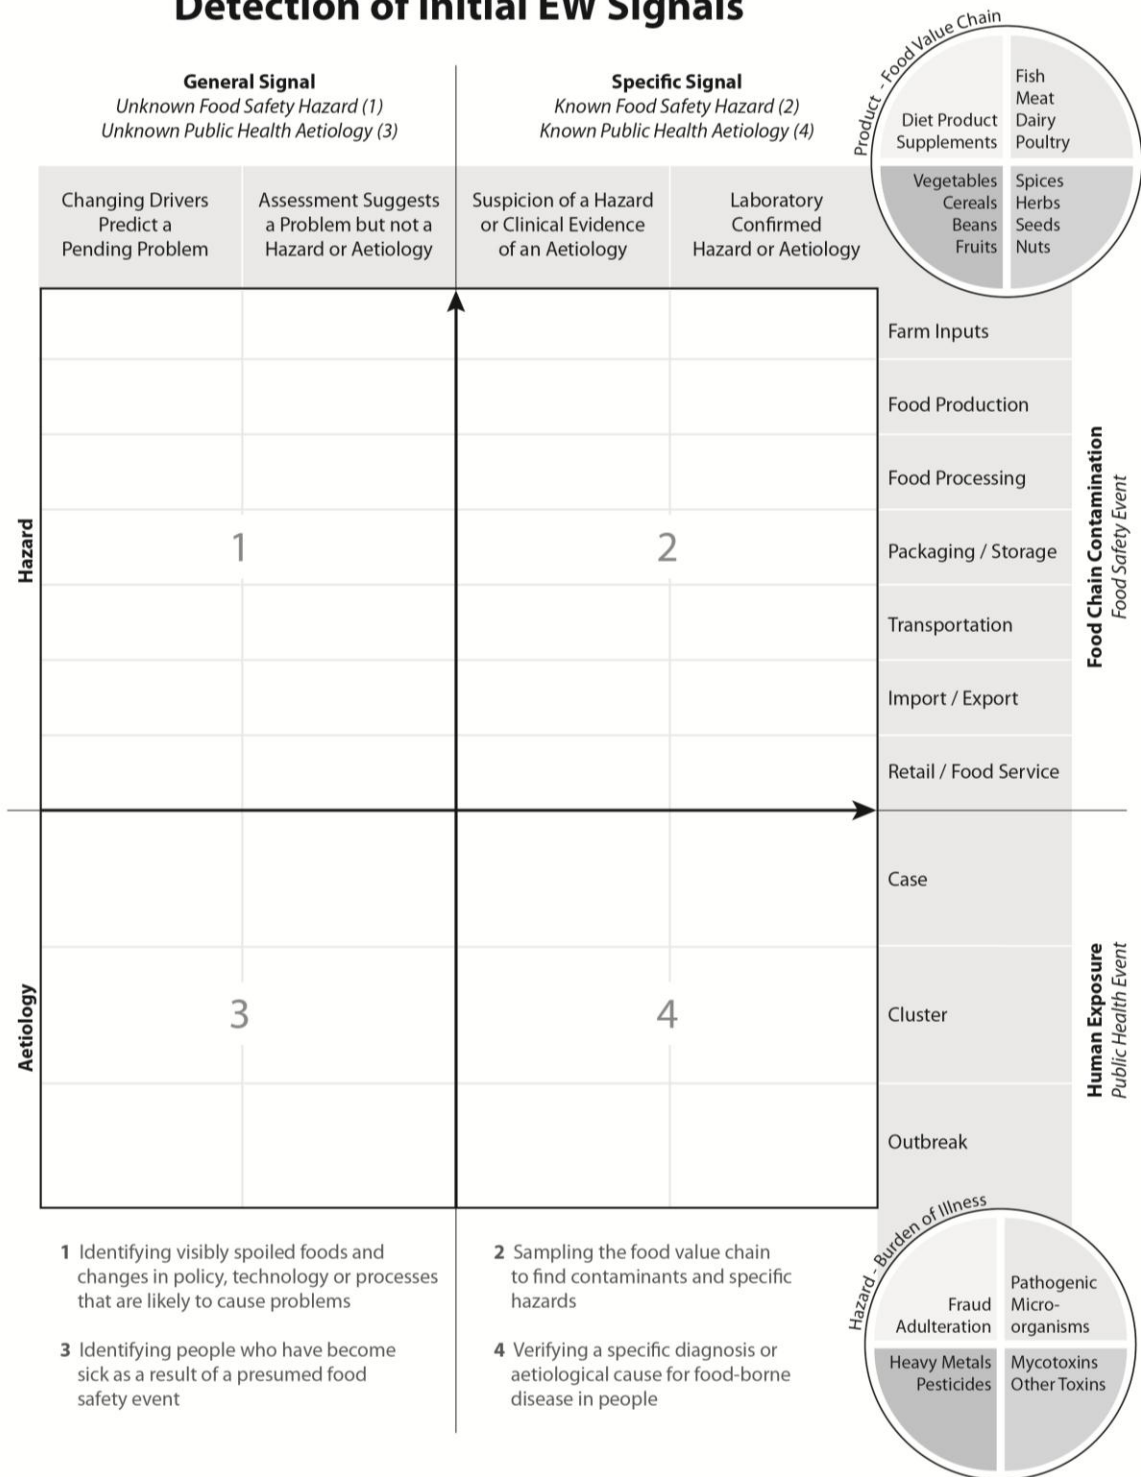 Detection of Initial EW Signals
General Signal
Unknown Food Safety Hazard (1)
Unknown Public Health Aetiology (3)
Specific Signal
Known Food Safety Hazard (2)
Known Public Health Aetiology (4)
Product - Food Value Chain
Diet Product
Supplements
Fish
Meat
Dairy
Poultry
Vegetables
Cereals
Beans
Fruits
Spices
Herbs
Seeds
Nuts
Changing Drivers
Predict a
Pending Problem
Assessment Suggests
a Problem but not a
Hazard or Aetiology
Suspicion of a Hazard
or Clinical Evidence
of an Aetiology
Laboratory
Confirmed
Hazard or Aetiology
Hazard
1
2
Farm Inputs
Food Production
Food Processing
Packaging / Storage
Transportation
Import / Export
Retail / Food Service
Food Chain Contamination
Food Safety Event
Aetiology
3
4
Case
Cluster
Outbreak
Human Exposure
Public Health Event
1 Identifying visibly spoiled foods and
changes in policy, technology or processes
that are likely to cause problems
2 Sampling the food value chain
to find contaminants and specific
hazards
3 Identifying people who have become
sick as a result of a presumed food
safety event
4 Verifying a specific diagnosis or
aetiological cause for food-borne
disease in people
Hazard - Burden of Illness
Fraud
Adulteration
Pathogenic
Micro-
organisms
Heavy Metals
Pesticides
Mycotoxins
Other Toxins